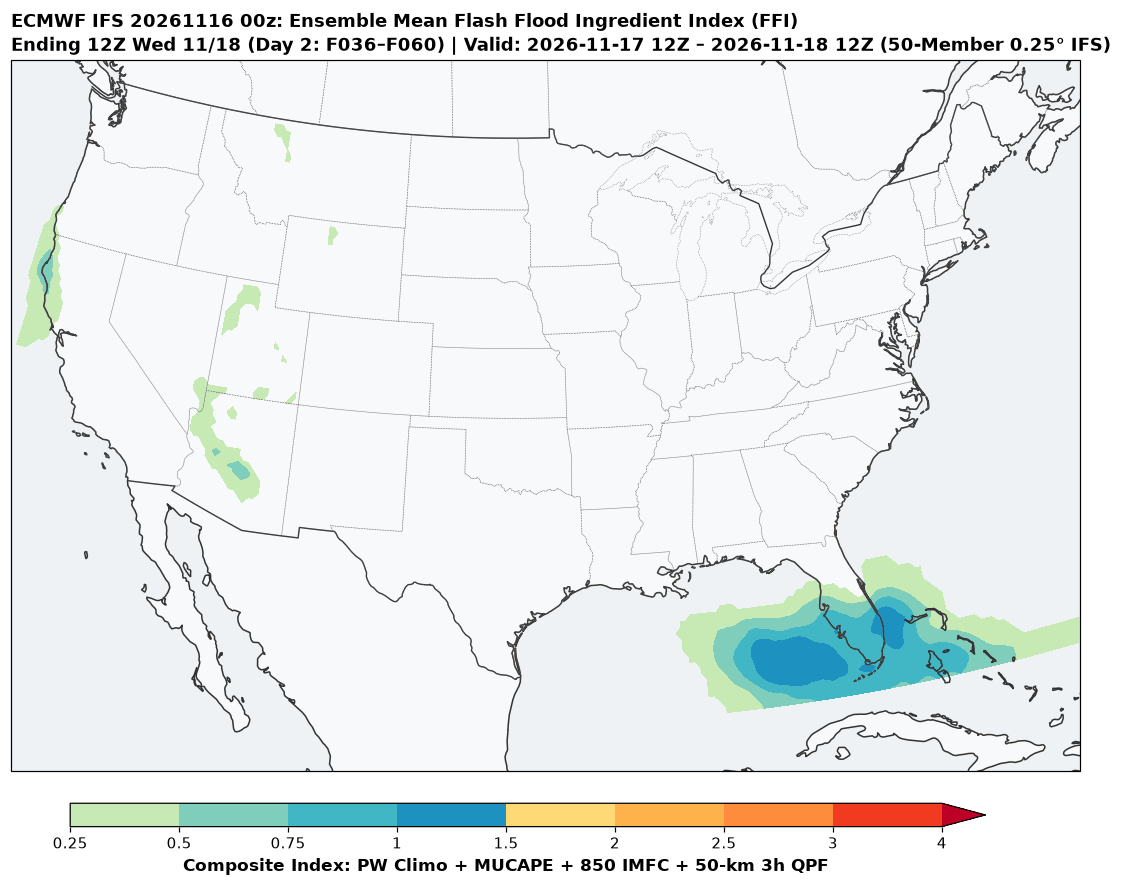 ECMWF IFS 20261116 00z: Ensemble Mean Flash Flood Ingredient Index (FFI)
Ending 12Z Wed 11/18 (Day 2: F036–F060) | Valid: 2026-11-17 12Z – 2026-11-18 12Z (50-Member 0.25° IFS)
0.25 0.5 0.75 1 1.5 2 2.5 3 4
Composite Index: PW Climo + MUCAPE + 850 IMFC + 50-km 3h QPF